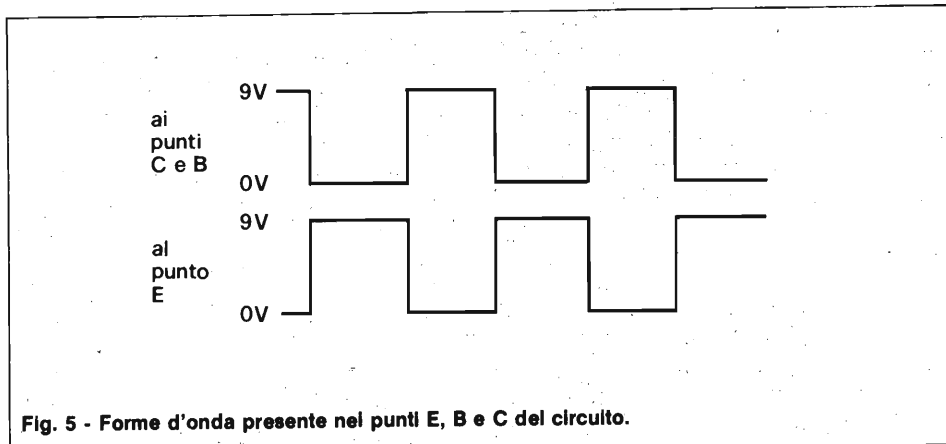 9V
ai
punti
C e B
0V
9V
al
punto
E
0V
Fig. 5 - Forme d'onda presente nei punti E, B e C del circuito.